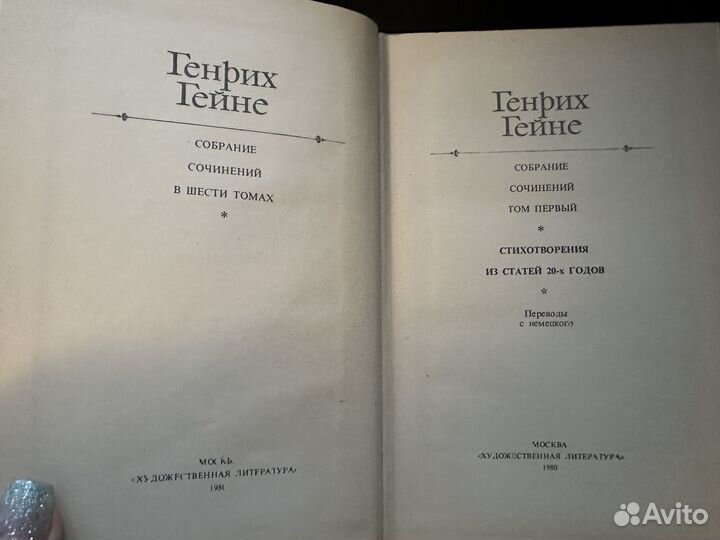 Генрих
Гейне
СОБРАНИЕ
СОЧИНЕНИЙ
В ШЕСТИ ТОМАХ
*
«ХУДОЖЕСТВЕННАЯ ЛИТЕРАТУРА»
Генрих
Гейне
СОБРАНИЕ
СОЧИНЕНИЙ
ТОМ ПЕРВЫЙ
*
СТИХОТВОРЕНИЯ
ИЗ СТАТЕЙ 20-х ГОДОВ
*
Переводы
с немецкого
МОСКВА
«ХУДОЖЕСТВЕННАЯ ЛИТЕРАТУРА»
1980
Avito